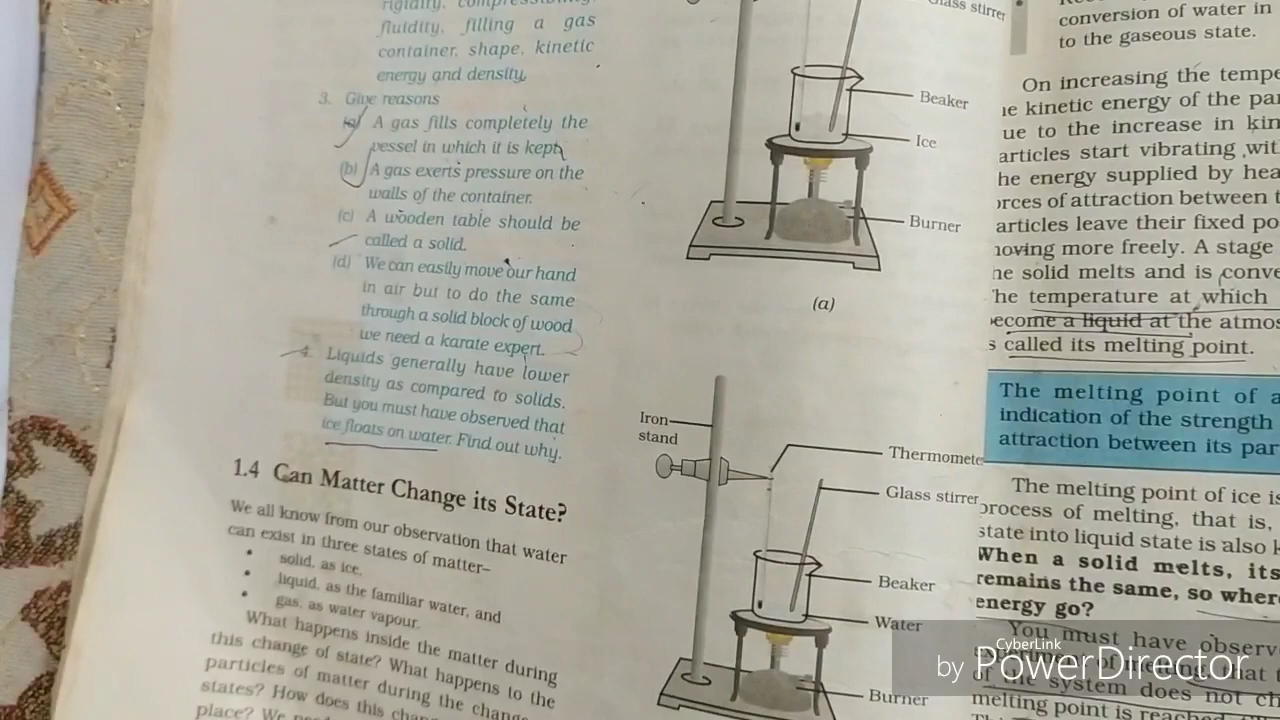 rigidity, compressibility,
fluidity, filling a gas
container, shape, kinetic
energy and density.
3. Give reasons
(a) A gas fills completely the
vessel in which it is kept.
(b) A gas exerts pressure on the
walls of the container.
(c) A wooden table should be
called a solid.
(d) We can easily move our hand
in air but to do the same
through a solid block of wood
we need a karate expert.
4. Liquids generally have lower
density as compared to solids.
But you must have observed that
ice floats on water. Find out why.
1.4 Can Matter Change its State?
We all know from our observation that water
can exist in three states of matter–
• solid, as ice,
• liquid, as the familiar water, and
• gas, as water vapour.
What happens inside the matter during
this change of state? What happens to the
particles of matter during the change
states? How does this chan
place? We
Glass stirrer
Beaker
Ice
Burner
(a)
Iron
stand
Thermomete
Glass stirrer
Beaker
Water
Burner
conversion of water in
to the gaseous state.
On increasing the tempe
he kinetic energy of the pa
ue to the increase in kin
articles start vibrating wit
he energy supplied by hea
orces of attraction between t
articles leave their fixed po
noving more freely. A stage
he solid melts and is conve
The temperature at which
become a liquid at the atmos
s called its melting point.
The melting point of a
indication of the strength
attraction between its par
The melting point of ice is
process of melting, that is,
state into liquid state is also k
When a solid melts, its
remains the same, so where
energy go?
You must have observ
of melting, that t
of the system does not ch
melting point is reached
CyberLink
by PowerDirector